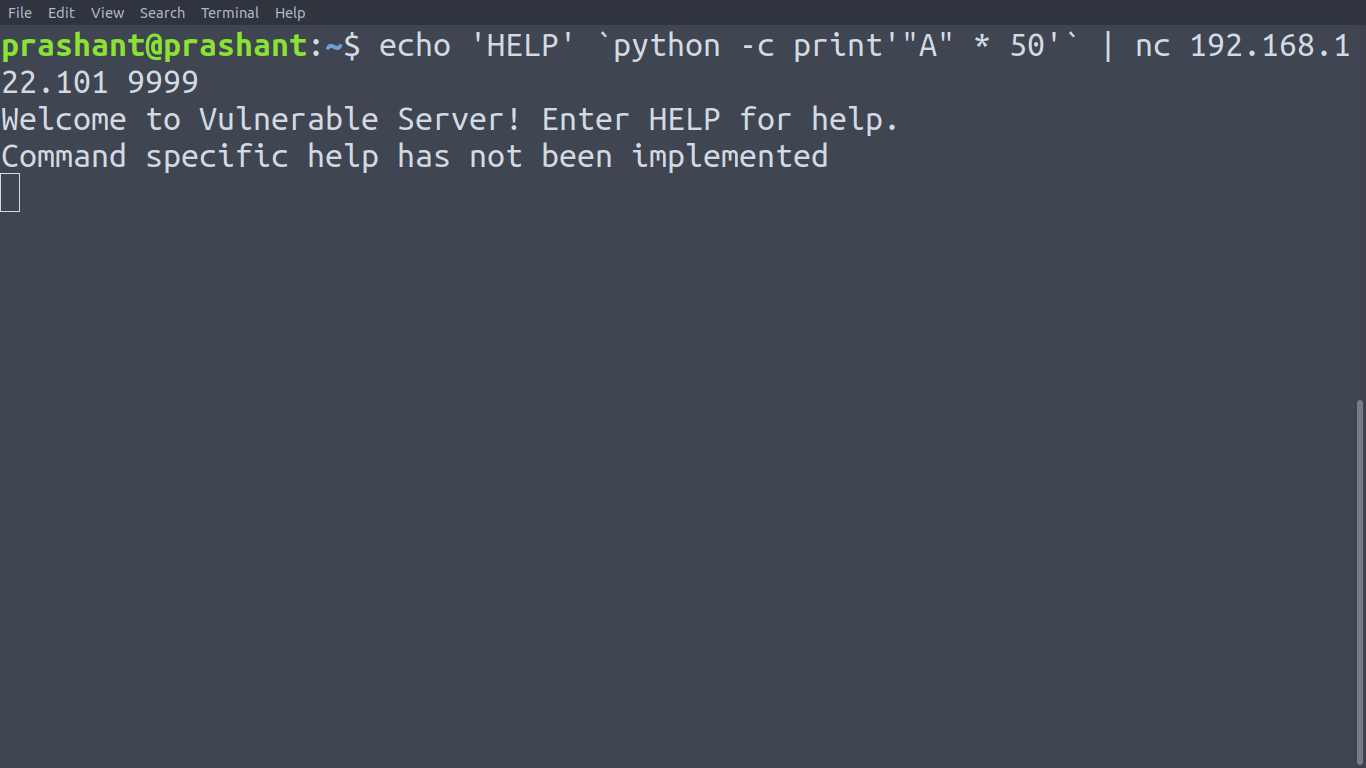 File Edit View Search Terminal Help
prashant@prashant:~$ echo 'HELP' `python -c print'"A" * 50'` | nc 192.168.1
22.101 9999
Welcome to Vulnerable Server! Enter HELP for help.
Command specific help has not been implemented